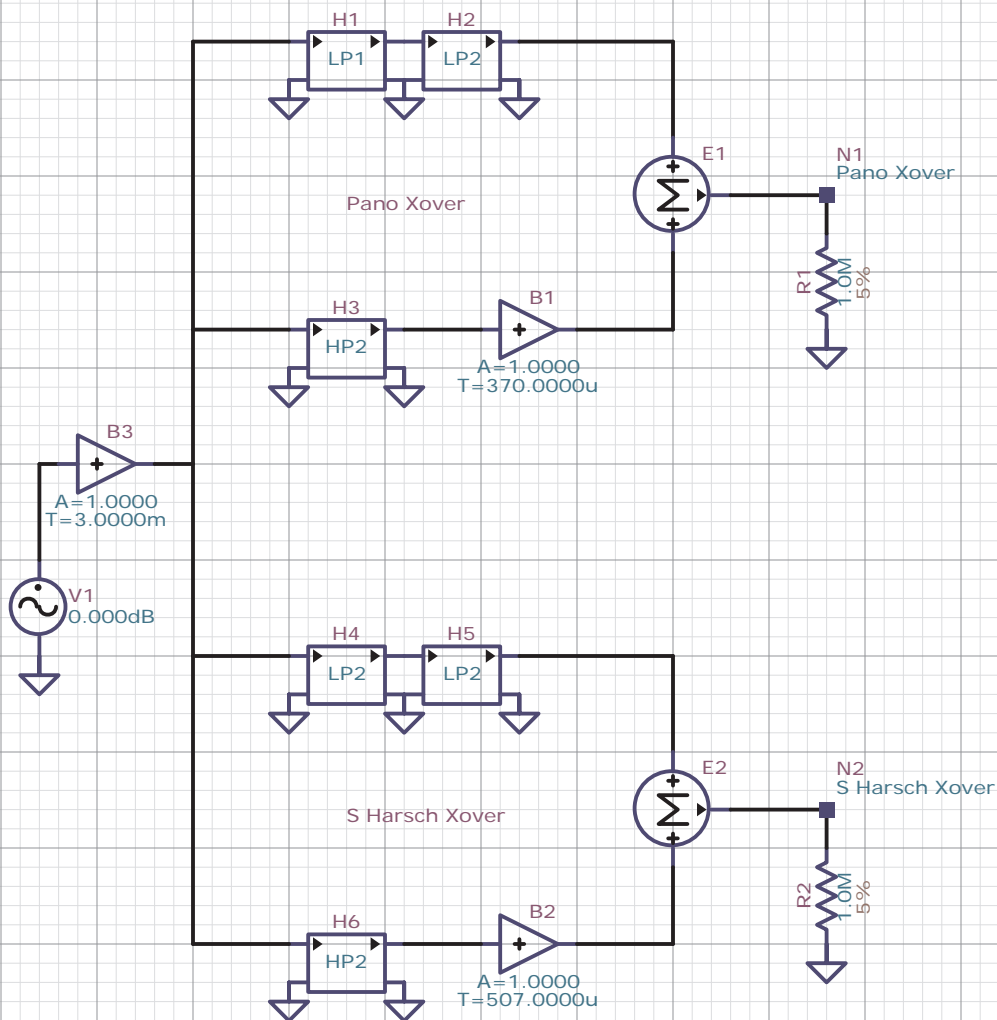 H1
H2
LP1
LP2
E1
N1
Pano Xover
Pano Xover
Σ
R1
1.0M
5%
H3
B1
HP2
A=1.0000
T=370.0000u
B3
A=1.0000
T=3.0000m
V1
0.000dB
H4
H5
LP2
LP2
E2
N2
S Harsch Xover
S Harsch Xover
Σ
R2
1.0M
5%
H6
B2
HP2
A=1.0000
T=507.0000u